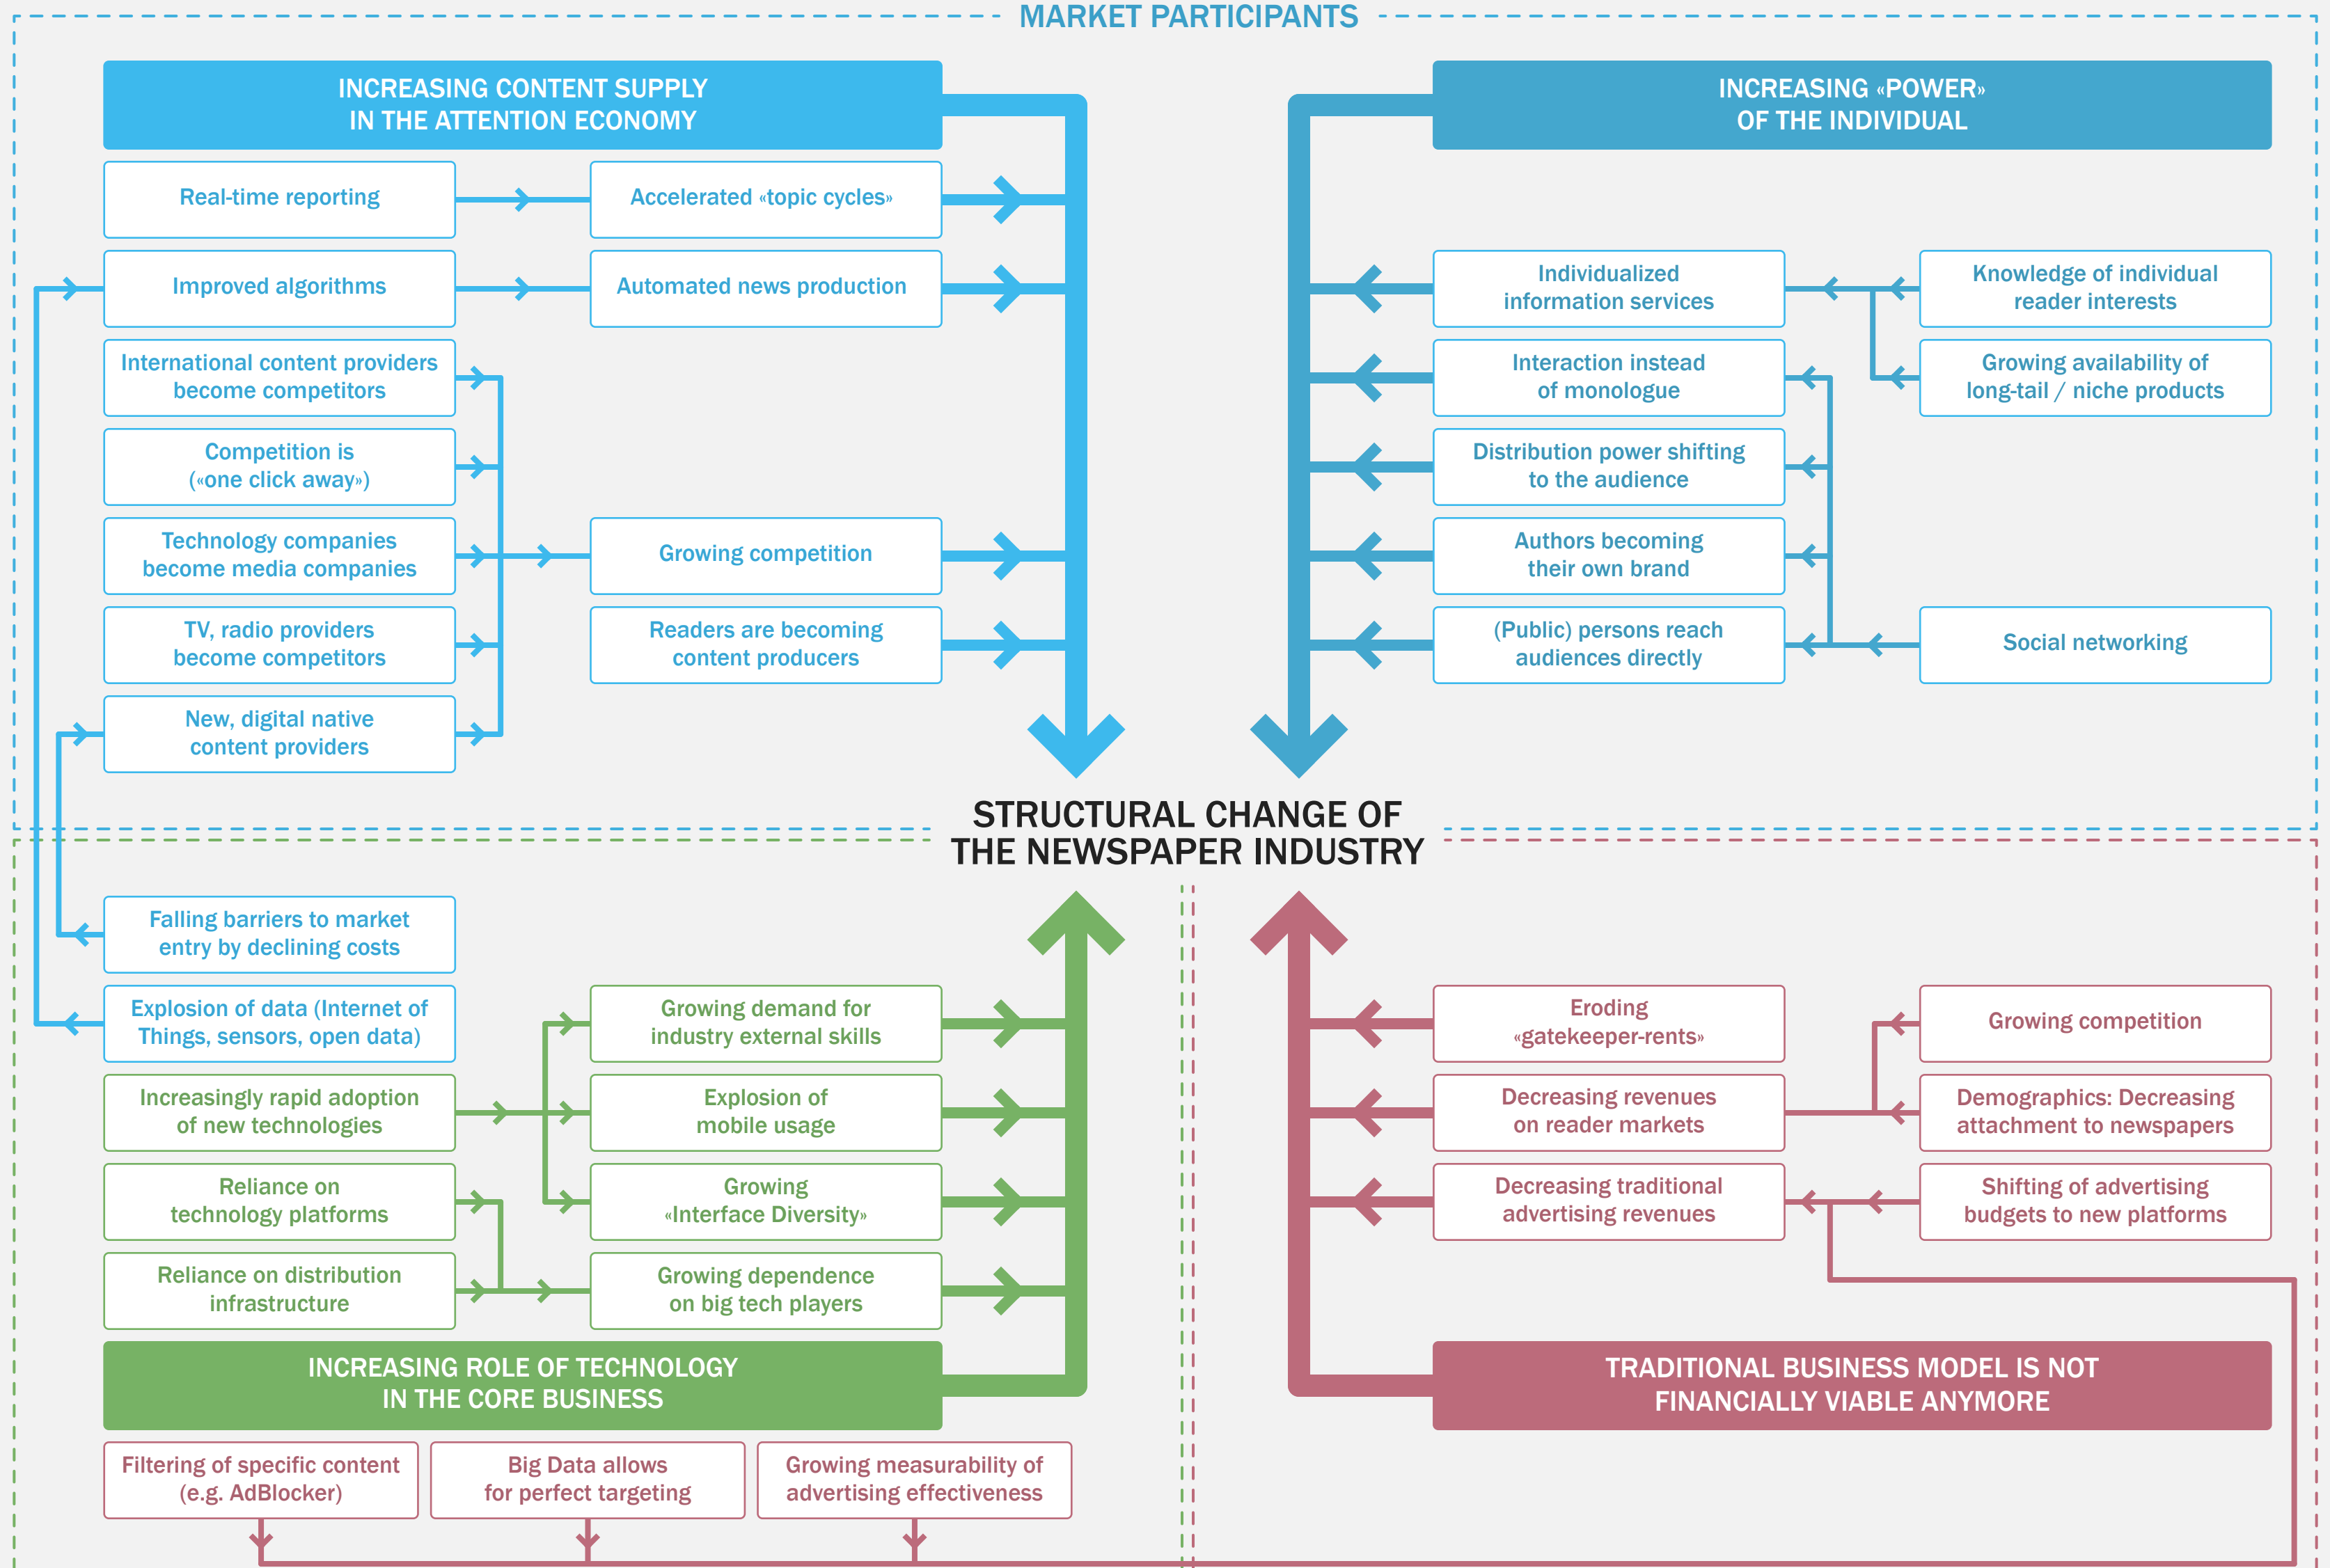 MARKET PARTICIPANTS
INCREASING CONTENT SUPPLY
IN THE ATTENTION ECONOMY
Real-time reporting
Accelerated «topic cycles»
Improved algorithms
Automated news production
International content providers
become competitors
Competition is
(«one click away»)
Technology companies
become media companies
Growing competition
TV, radio providers
become competitors
Readers are becoming
content producers
New, digital native
content providers
INCREASING «POWER»
OF THE INDIVIDUAL
Individualized
information services
Knowledge of individual
reader interests
Interaction instead
of monologue
Growing availability of
long-tail / niche products
Distribution power shifting
to the audience
Authors becoming
their own brand
(Public) persons reach
audiences directly
Social networking
STRUCTURAL CHANGE OF
THE NEWSPAPER INDUSTRY
Falling barriers to market
entry by declining costs
Explosion of data (Internet of
Things, sensors, open data)
Growing demand for
industry external skills
Increasingly rapid adoption
of new technologies
Explosion of
mobile usage
Reliance on
technology platforms
Growing
«Interface Diversity»
Reliance on distribution
infrastructure
Growing dependence
on big tech players
INCREASING ROLE OF TECHNOLOGY
IN THE CORE BUSINESS
Filtering of specific content
(e.g. AdBlocker)
Big Data allows
for perfect targeting
Growing measurability of
advertising effectiveness
Eroding
«gatekeeper-rents»
Growing competition
Decreasing revenues
on reader markets
Demographics: Decreasing
attachment to newspapers
Decreasing traditional
advertising revenues
Shifting of advertising
budgets to new platforms
TRADITIONAL BUSINESS MODEL IS NOT
FINANCIALLY VIABLE ANYMORE